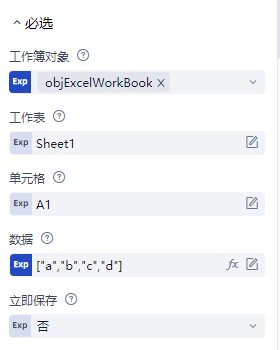 必选
工作簿对象 ?
Exp objExcelWorkBook ×
工作表 ?
Exp Sheet1
单元格 ?
Exp A1
数据 ?
Exp ["a","b","c","d"] fx
立即保存 ?
Exp 否